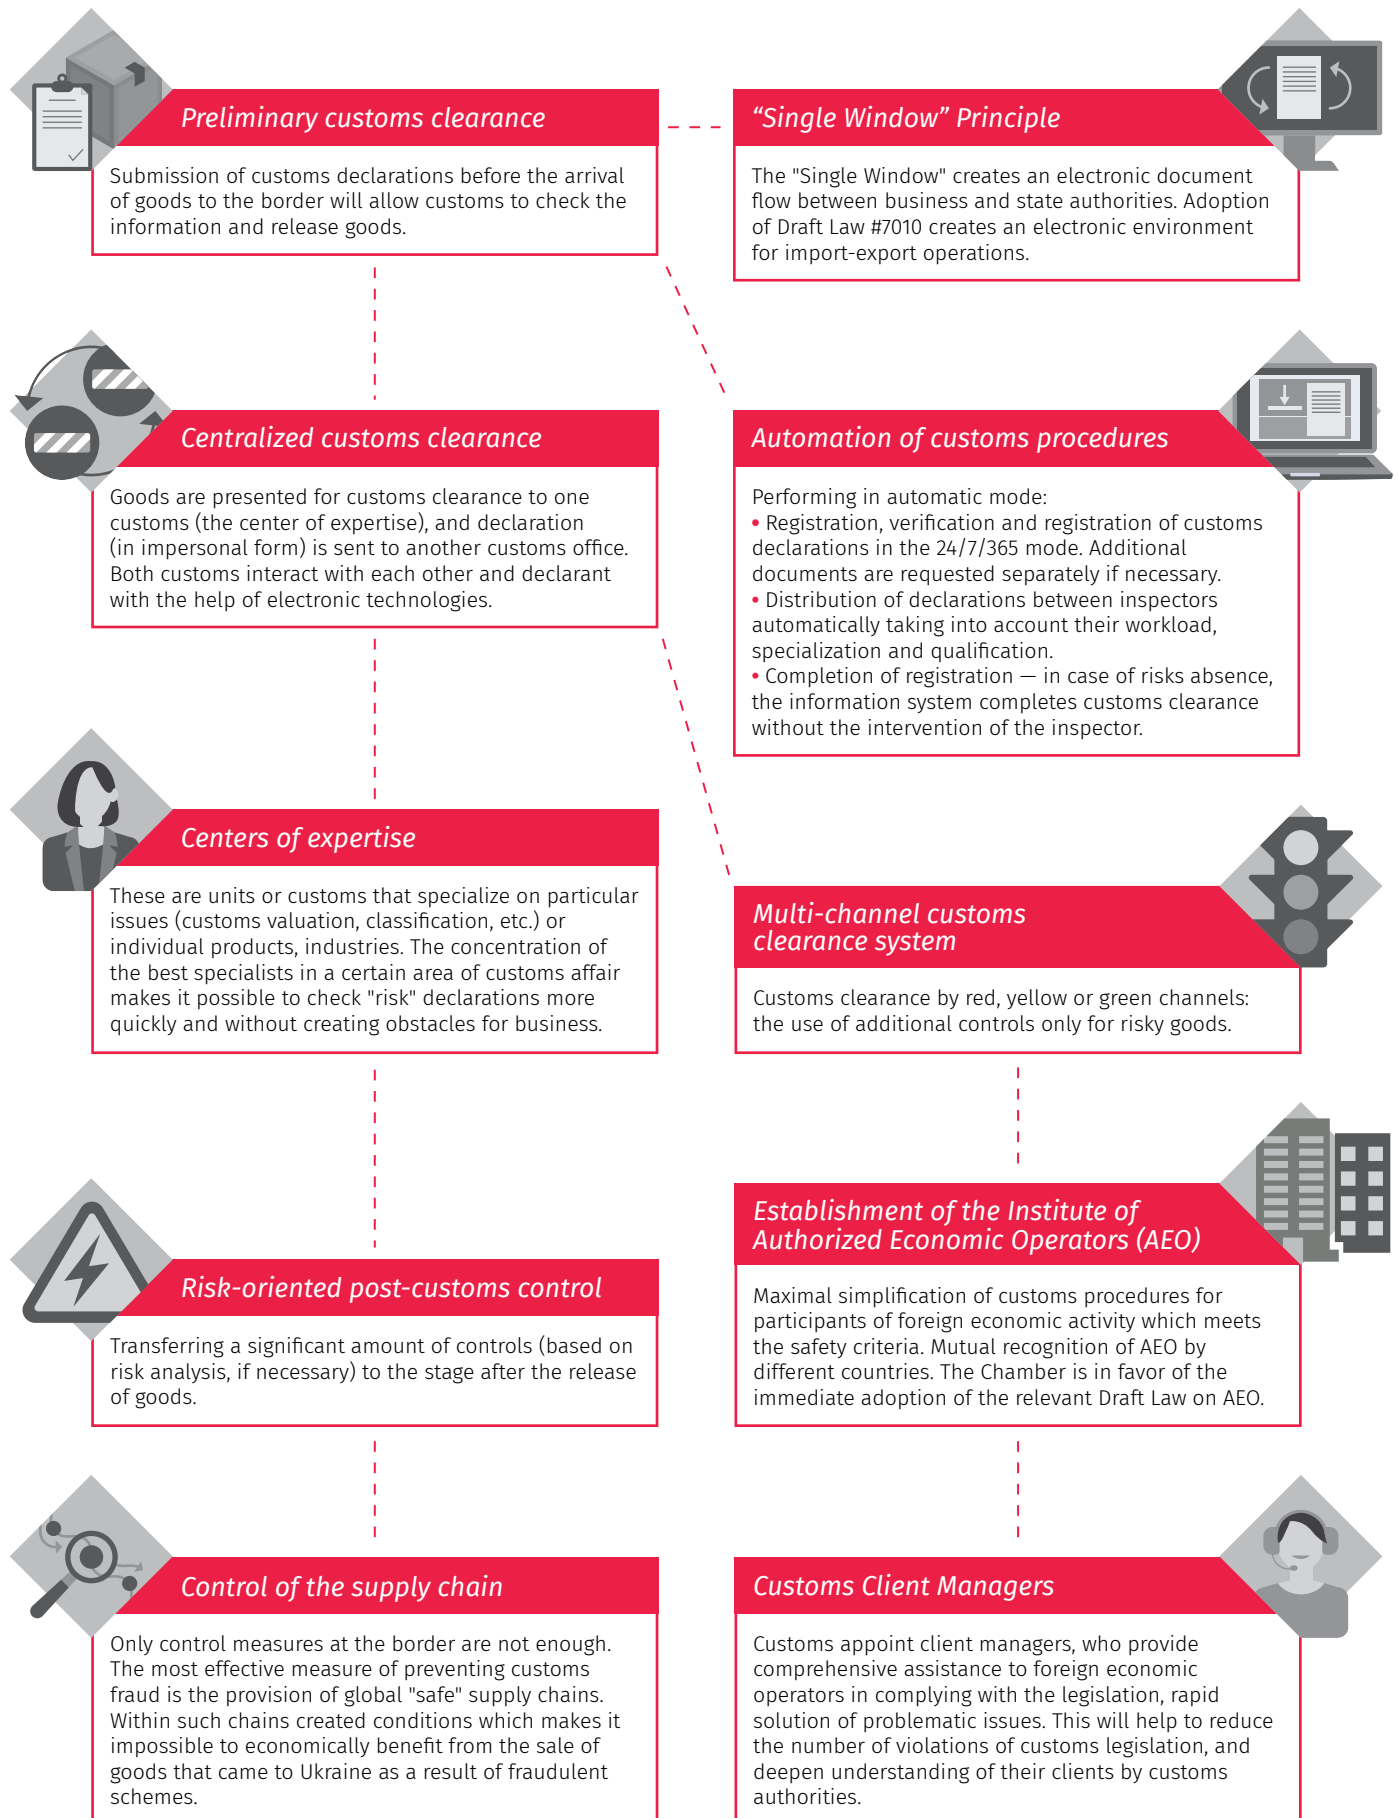 Preliminary customs clearance
Submission of customs declarations before the arrival
of goods to the border will allow customs to check the
information and release goods.
“Single Window” Principle
The "Single Window" creates an electronic document
flow between business and state authorities. Adoption
of Draft Law #7010 creates an electronic environment
for import-export operations.
Centralized customs clearance
Goods are presented for customs clearance to one
customs (the center of expertise), and declaration
(in impersonal form) is sent to another customs office.
Both customs interact with each other and declarant
with the help of electronic technologies.
Automation of customs procedures
Performing in automatic mode:
• Registration, verification and registration of customs
declarations in the 24/7/365 mode. Additional
documents are requested separately if necessary.
• Distribution of declarations between inspectors
automatically taking into account their workload,
specialization and qualification.
• Completion of registration — in case of risks absence,
the information system completes customs clearance
without the intervention of the inspector.
Centers of expertise
These are units or customs that specialize on particular
issues (customs valuation, classification, etc.) or
individual products, industries. The concentration of
the best specialists in a certain area of customs affair
makes it possible to check "risk" declarations more
quickly and without creating obstacles for business.
Multi-channel customs
clearance system
Customs clearance by red, yellow or green channels:
the use of additional controls only for risky goods.
Risk-oriented post-customs control
Transferring a significant amount of controls (based on
risk analysis, if necessary) to the stage after the release
of goods.
Establishment of the Institute of
Authorized Economic Operators (AEO)
Maximal simplification of customs procedures for
participants of foreign economic activity which meets
the safety criteria. Mutual recognition of AEO by
different countries. The Chamber is in favor of the
immediate adoption of the relevant Draft Law on AEO.
Control of the supply chain
Only control measures at the border are not enough.
The most effective measure of preventing customs
fraud is the provision of global "safe" supply chains.
Within such chains created conditions which makes it
impossible to economically benefit from the sale of
goods that came to Ukraine as a result of fraudulent
schemes.
Customs Client Managers
Customs appoint client managers, who provide
comprehensive assistance to foreign economic
operators in complying with the legislation, rapid
solution of problematic issues. This will help to reduce
the number of violations of customs legislation, and
deepen understanding of their clients by customs
authorities.